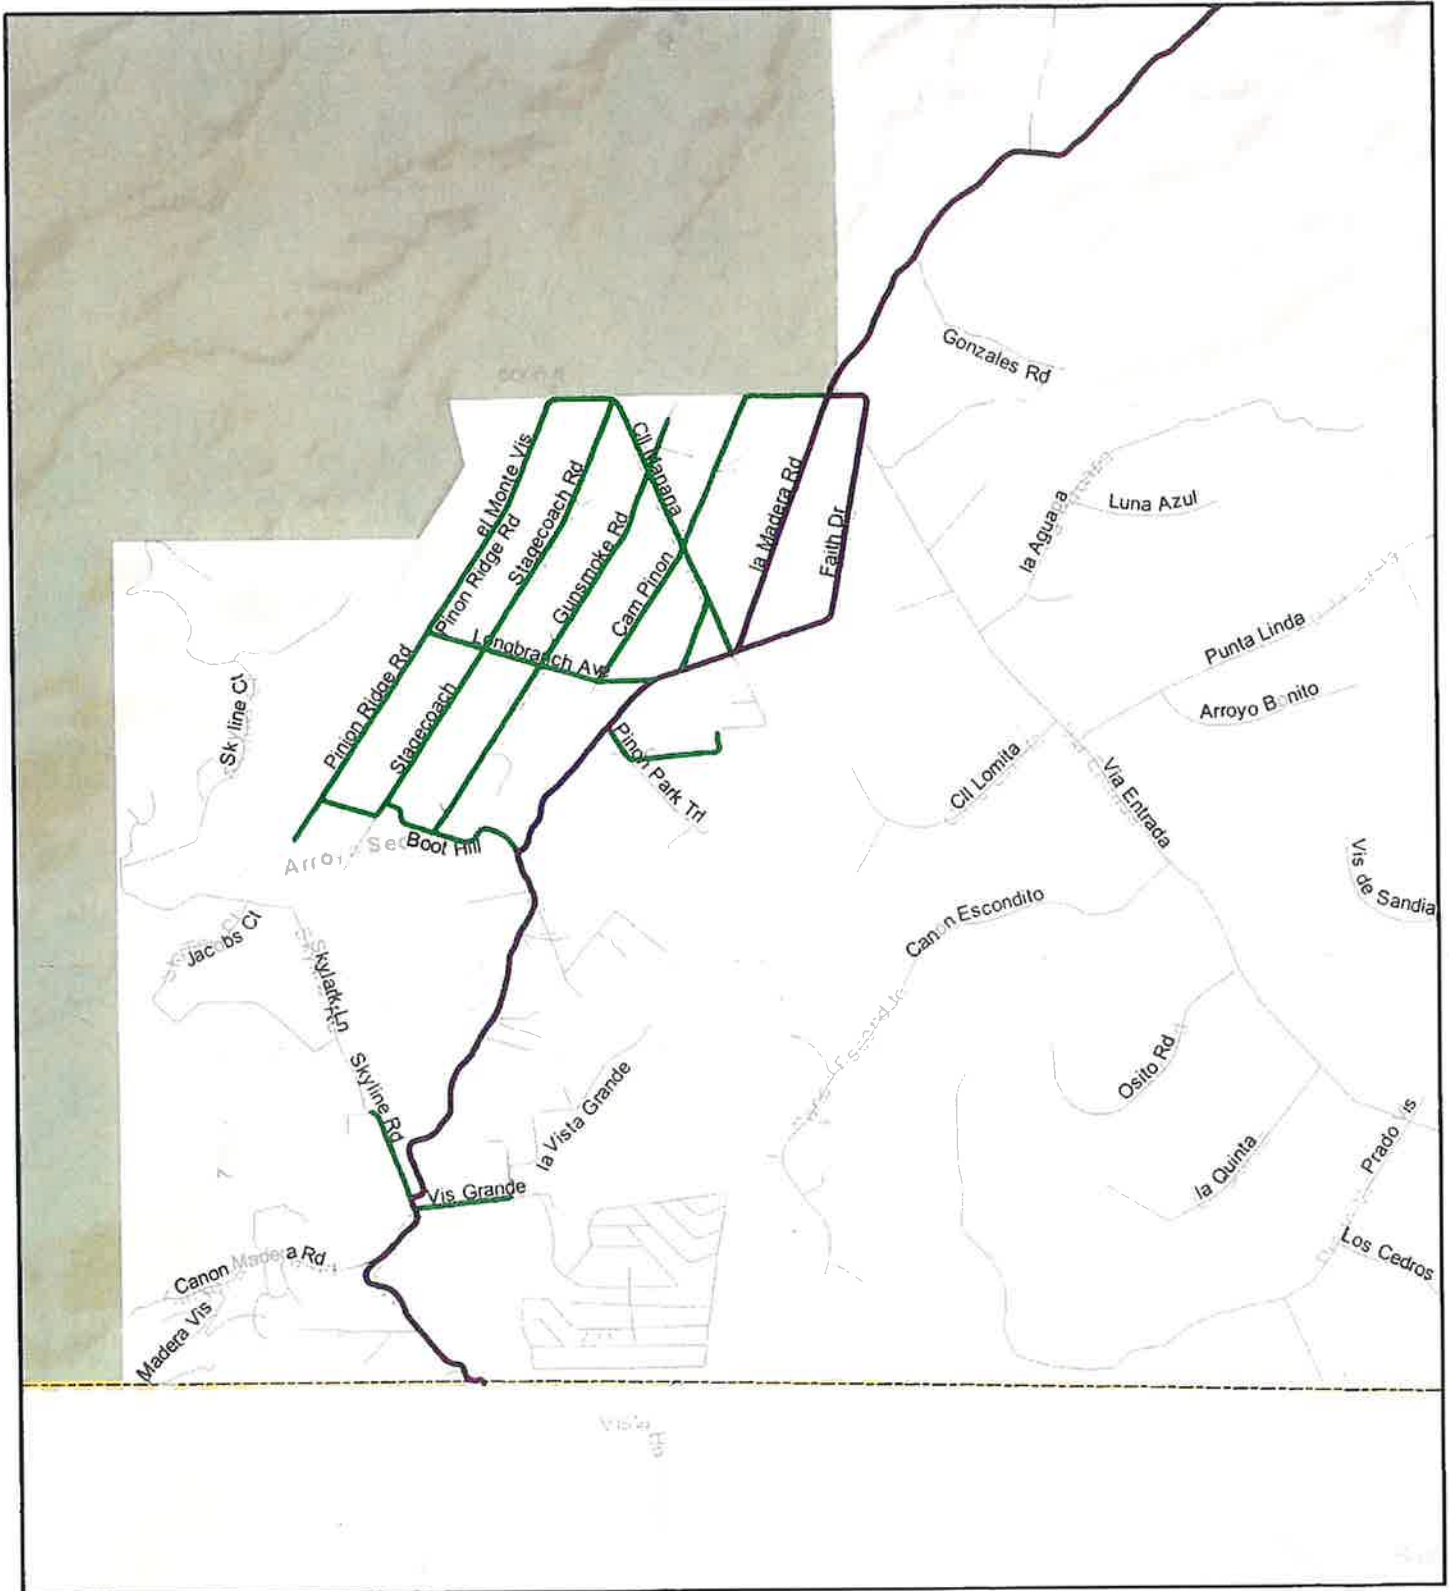 Gonzales Rd
Cll Manana
el Monte Vis
Stagecoach Rd
la Madera Rd
la Aguapa
Luna Azul
Pinon Ridge Rd
Gunsmoke Rd
Faith Dr
Cam Pinon
Longbranch Ave
Punta Linda
Skyline Ct
Pinion Ridge Rd
Stagecoach
Arroyo Bonito
Pinon Park Trl
Cll Lomita
Via Entrada
Boot Hill
Vis de Sandia
Jacobs Ct
Canon Escondito
Skylark Ln
Skyline Rd
Osito Rd
la Vista Grande
Prado Vis
Vis Grande
la Quinta
Canon Madera Rd
Los Cedros
Madera Vis